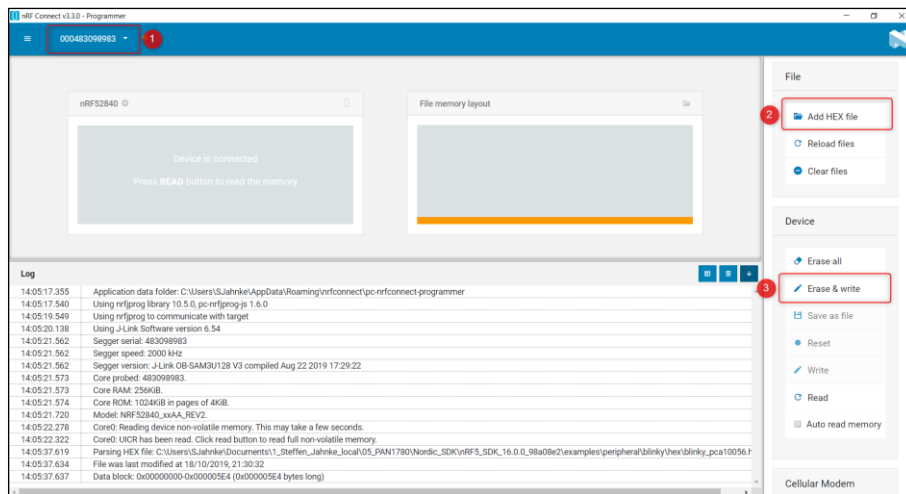 nRF Connect v3.3.0 - Programmer
000483098983
1
nRF52840
Device is connected
Press READ button to read the memory
File memory layout
File
2
Add HEX file
Reload files
Clear files
Device
Erase all
3
Erase & write
Save as file
Reset
Write
Read
Auto read memory
Cellular Modem
Log
14:05:17.355 Application data folder: C:\Users\SJahnke\AppData\Roaming\nrfconnect\pc-nrfconnect-programmer
14:05:17.540 Using nrfjprog library 10.5.0, pc-nrfjprog-js 1.6.0
14:05:19.549 Using nrfjprog to communicate with target
14:05:20.138 Using J-Link Software version 6.54
14:05:21.562 Segger serial: 483098983
14:05:21.562 Segger speed: 2000 kHz
14:05:21.562 Segger version: J-Link OB-SAM3U128 V3 compiled Aug 22 2019 17:29:22
14:05:21.573 Core probed: 483098983.
14:05:21.573 Core RAM: 256KiB.
14:05:21.574 Core ROM: 1024KiB in pages of 4KiB.
14:05:21.720 Model: NRF52840_xxAA_REV2.
14:05:22.278 Core0: Reading device non-volatile memory. This may take a few seconds.
14:05:22.322 Core0: UICR has been read. Click read button to read full non-volatile memory.
14:05:37.619 Parsing HEX file: C:\Users\SJahnke\Documents\1_Steffen_Jahnke_local\05_PAN1780\Nordic_SDK\nRF5_SDK_16.0.0_98a08e2\examples\peripheral\blinky\hex\blinky_pca10056.h
14:05:37.634 File was last modified at 18/10/2019, 21:30:32
14:05:37.637 Data block: 0x00000000-0x000005E4 (0x000005E4 bytes long)